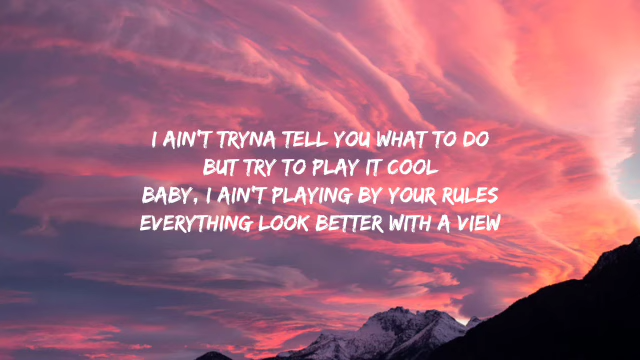 I AIN'T TRYNA TELL YOU WHAT TO DO
BUT TRY TO PLAY IT COOL
BABY, I AIN'T PLAYING BY YOUR RULES
EVERYTHING LOOK BETTER WITH A VIEW